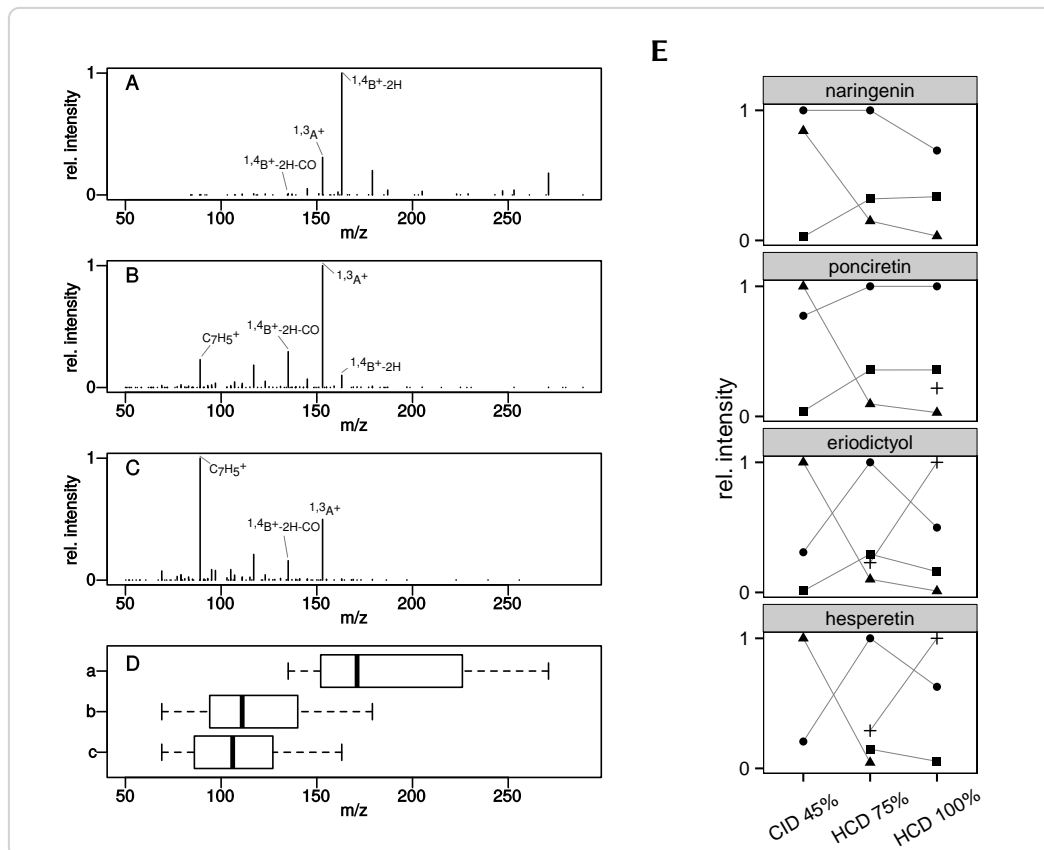 A
rel. intensity
1
0
1,4B+-2H
1,3A+
1,4B+-2H-CO
50 100 150 200 250
m/z
B
rel. intensity
1
0
1,3A+
1,4B+-2H-CO
C7H5+
1,4B+-2H
50 100 150 200 250
m/z
C
rel. intensity
1
0
C7H5+
1,3A+
1,4B+-2H-CO
50 100 150 200 250
m/z
D
a
b
c
50 100 150 200 250
m/z
E
rel. intensity
naringenin
1
0
ponciretin
1
0
eriodictyol
1
0
hesperetin
1
0
CID 45% HCD 75% HCD 100%